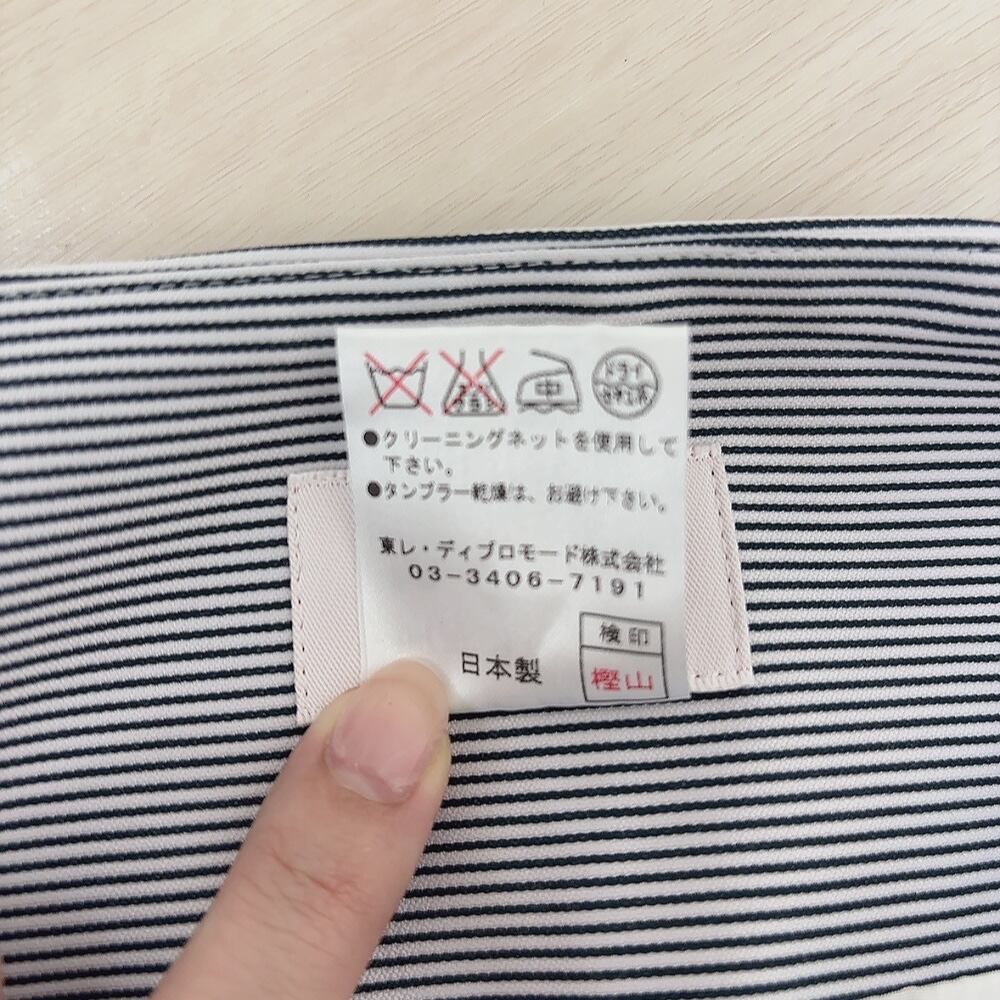 中
ドライ
●クリーニングネットを使用して
下さい。
●タンブラー乾燥は、お避け下さい。
東レ・ディプロモード株式会社
03-3406-7191
検印
日本製
樫山